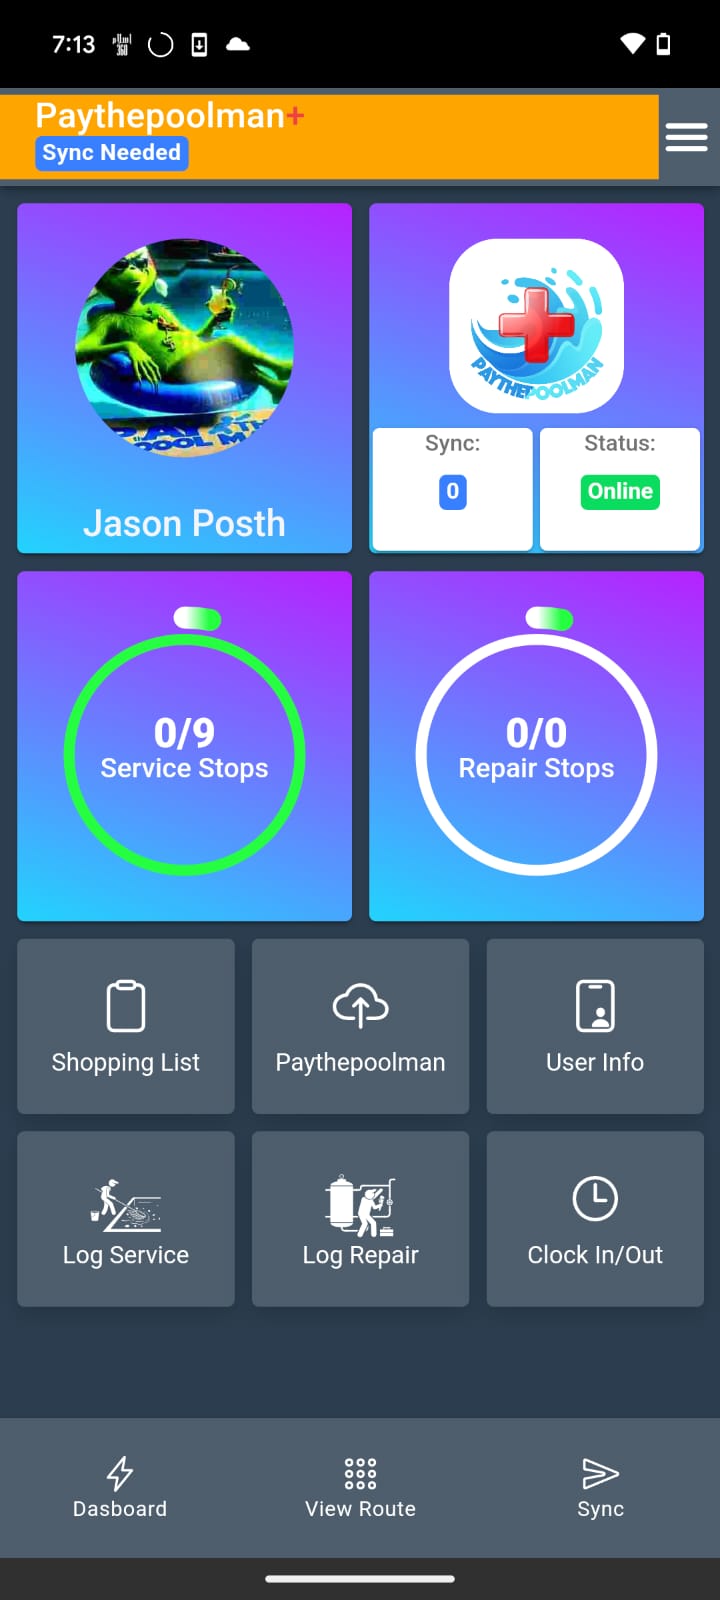 7:13
Paythepoolman+
Sync Needed
PAYTHEPOOLMAN
Sync:
0
Status:
Online
Jason Posth
0/9
Service Stops
0/0
Repair Stops
Shopping List
Paythepoolman
User Info
Log Service
Log Repair
Clock In/Out
Dasboard
View Route
Sync